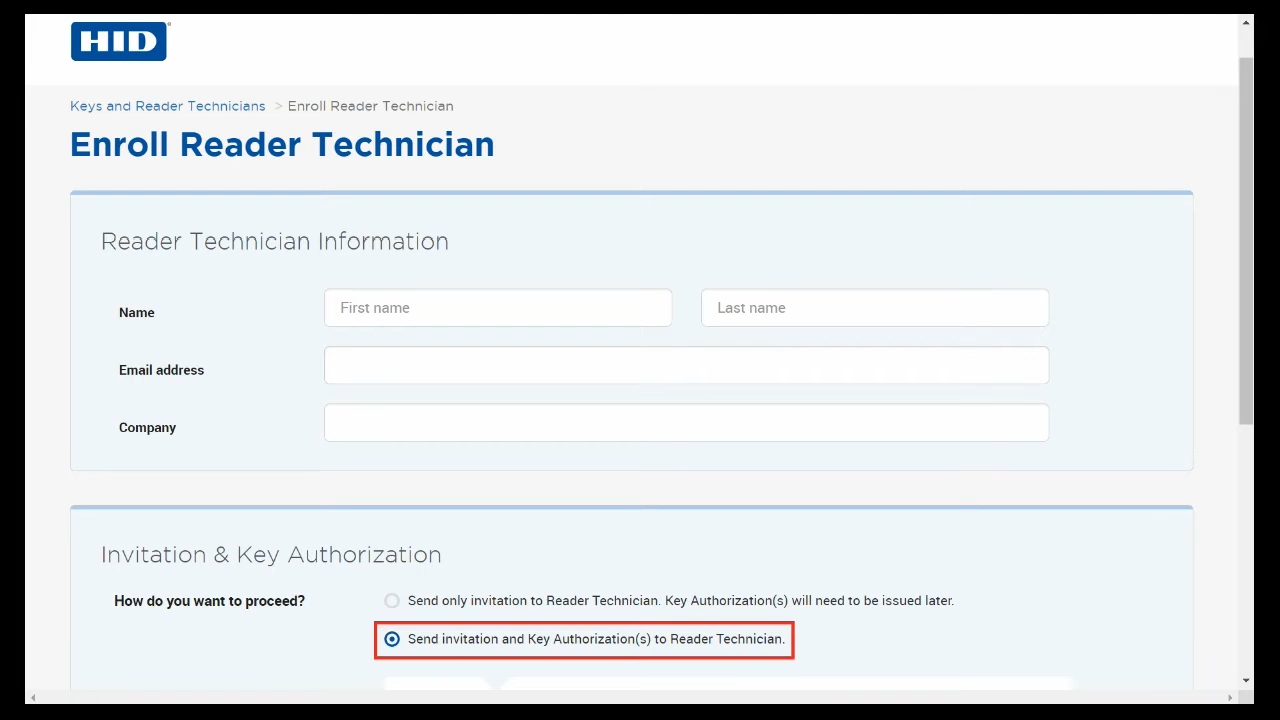 HID
Keys and Reader Technicians > Enroll Reader Technician
Enroll Reader Technician
Reader Technician Information
Name First name Last name
Email address
Company
Invitation & Key Authorization
How do you want to proceed? Send only invitation to Reader Technician. Key Authorization(s) will need to be issued later.
Send invitation and Key Authorization(s) to Reader Technician.